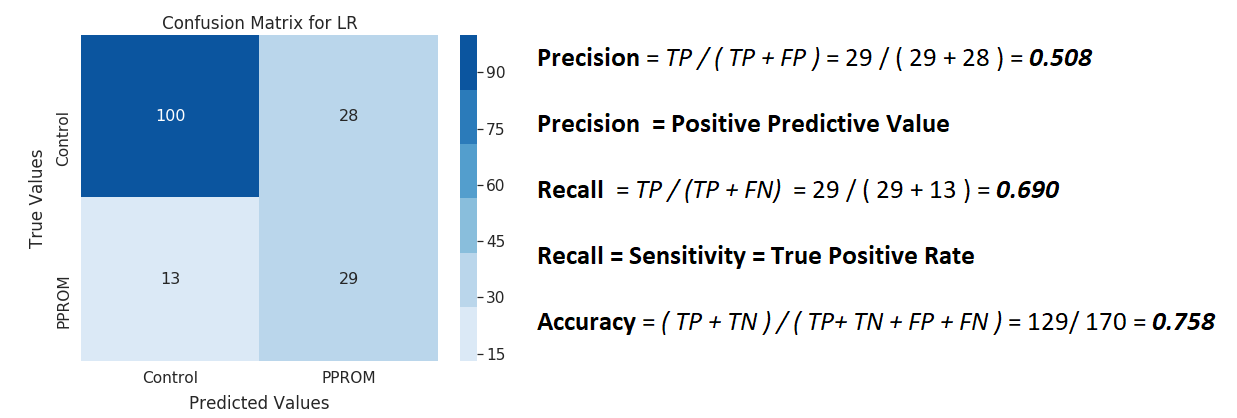 Confusion Matrix for LR
Control
PPROM
True Values
100
28
13
29
Control
PPROM
Predicted Values
90
75
60
45
30
15
Precision = TP / ( TP + FP ) = 29 / ( 29 + 28 ) = 0.508
Precision = Positive Predictive Value
Recall = TP / (TP + FN) = 29 / ( 29 + 13 ) = 0.690
Recall = Sensitivity = True Positive Rate
Accuracy = ( TP + TN ) / ( TP+ TN + FP + FN ) = 129/ 170 = 0.758